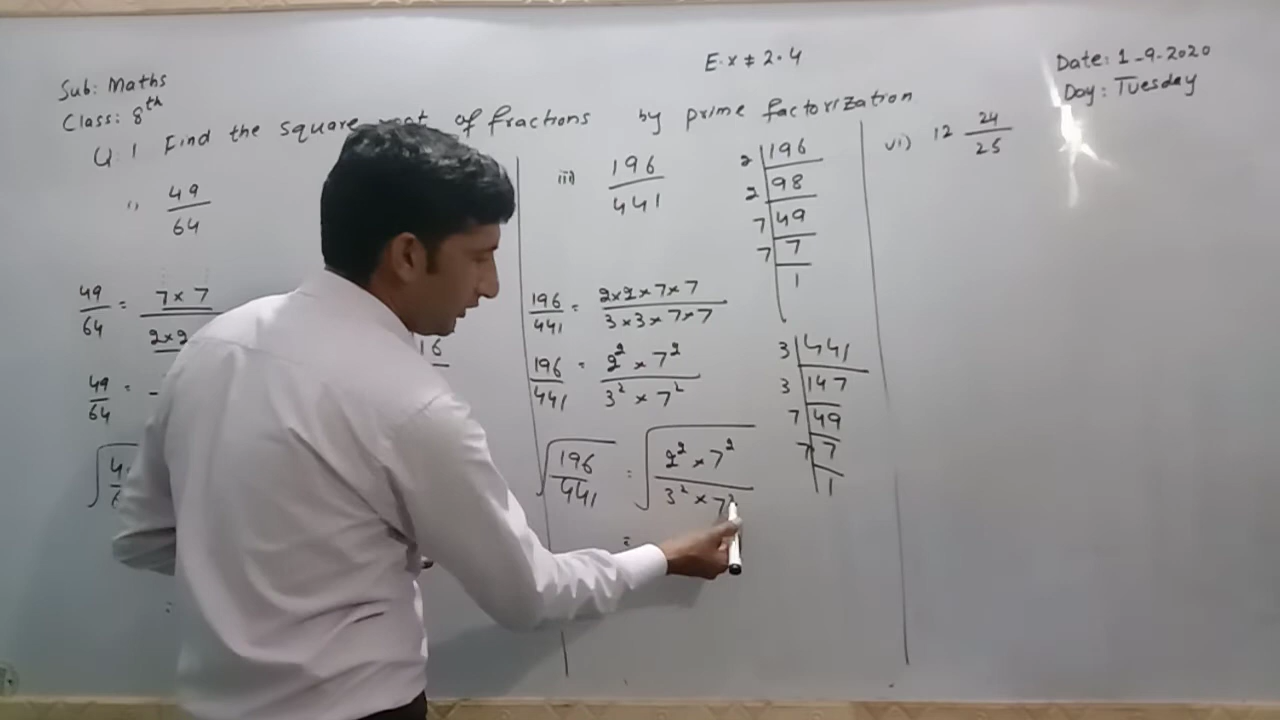 E.x # 2.4
Sub: Maths
Class: 8th
Date: 1-9-2020
Day: Tuesday
Q.1 Find the square root of fractions by prime factorization
i) 49/64
49/64 = 7 × 7 / 2×2
49/64 =
16
iii) 196/441
196/441 = 2×2×7×7 / 3×3×7×7
196/441 = 2² × 7² / 3² × 7²
√196/441 = √2² × 7² / 3² × 7²
=
2 | 196
2 | 98
7 | 49
7 | 7
1
3 | 441
3 | 147
7 | 49
7 | 7
1
vi) 12 24/25